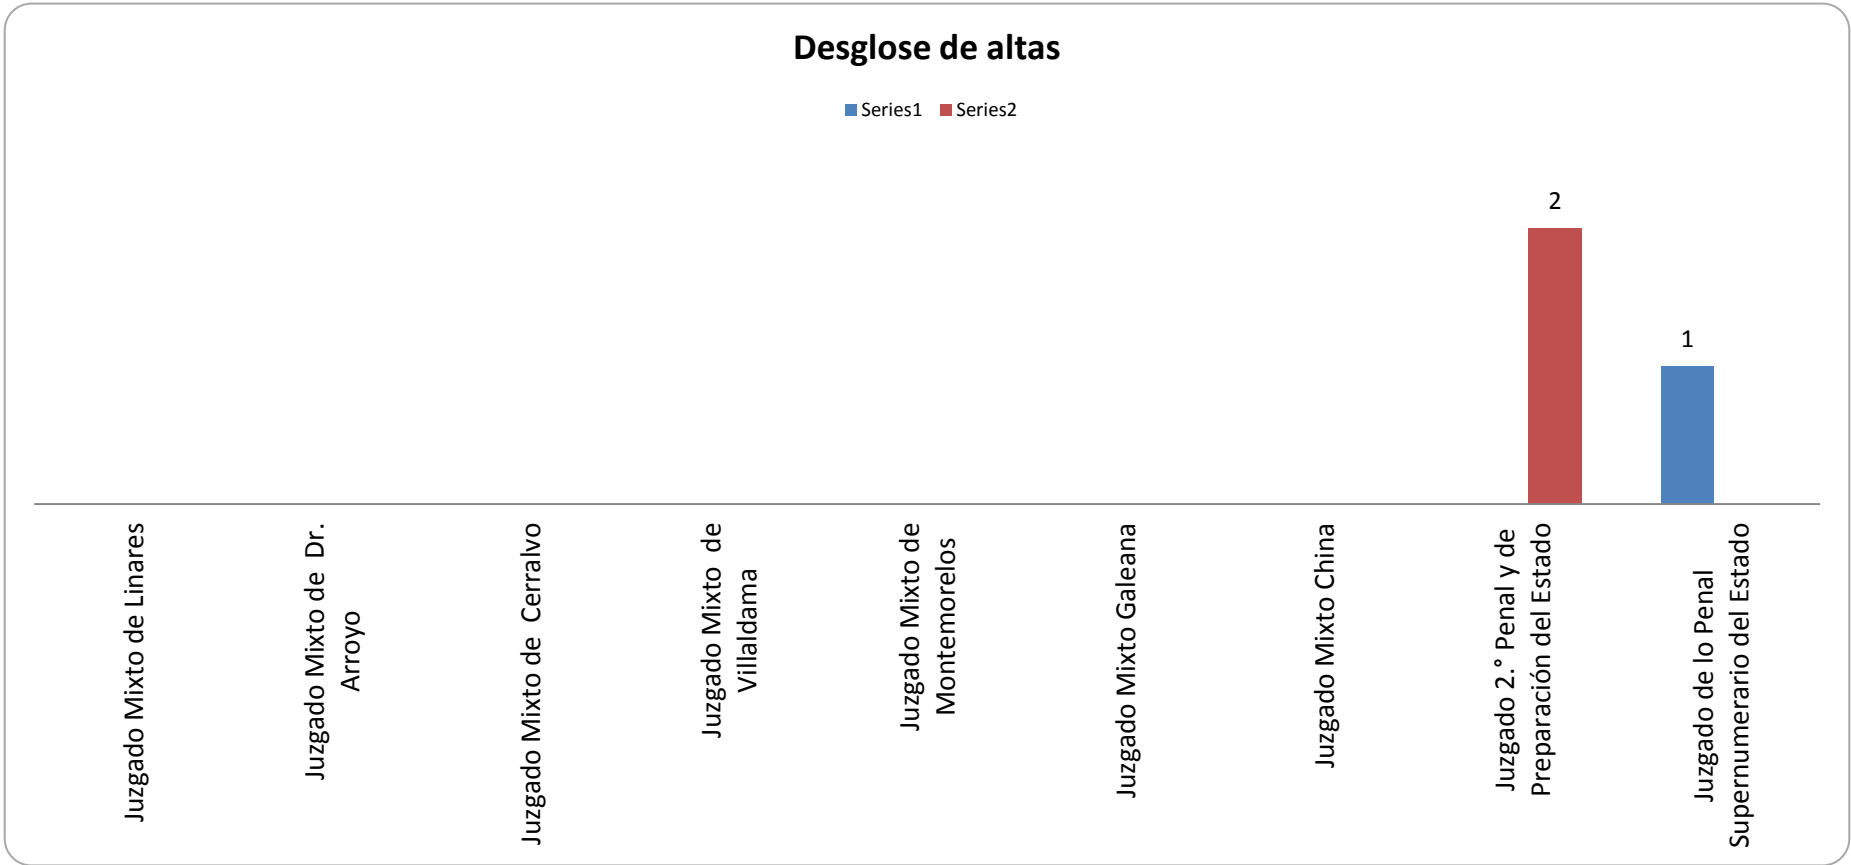 Desglose de altas
Series1 Series2
2
1
Juzgado Mixto de Linares
Juzgado Mixto de Dr.
Arroyo
Juzgado Mixto de Cerralvo
Juzgado Mixto de
Villaldama
Juzgado Mixto de
Montemorelos
Juzgado Mixto Galeana
Juzgado Mixto China
Juzgado 2.° Penal y de
Preparación del Estado
Juzgado de lo Penal
Supernumerario del Estado